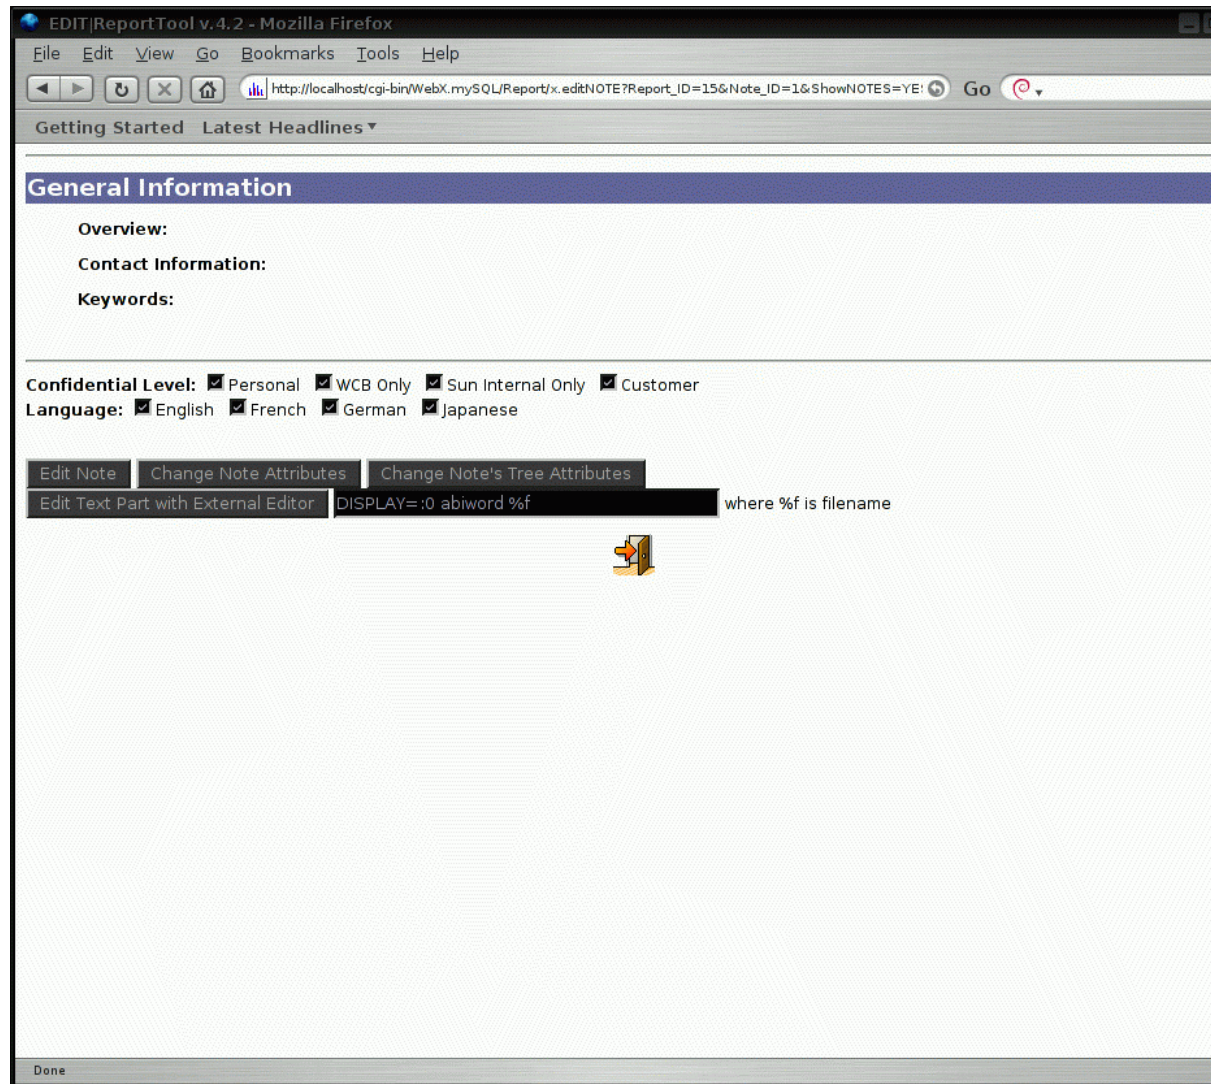 EDIT|ReportTool v.4.2 - Mozilla Firefox
File Edit View Go Bookmarks Tools Help
http://localhost/cgi-bin/WebX.mySQL/Report/x.editNOTE?Report_ID=15&Note_ID=1&ShowNOTES=YE Go
Getting Started Latest Headlines
General Information
Overview:
Contact Information:
Keywords:
Confidential Level: Personal WCB Only Sun Internal Only Customer
Language: English French German Japanese
Edit Note Change Note Attributes Change Note's Tree Attributes
Edit Text Part with External Editor DISPLAY=:0 abiword %f where %f is filename
Done